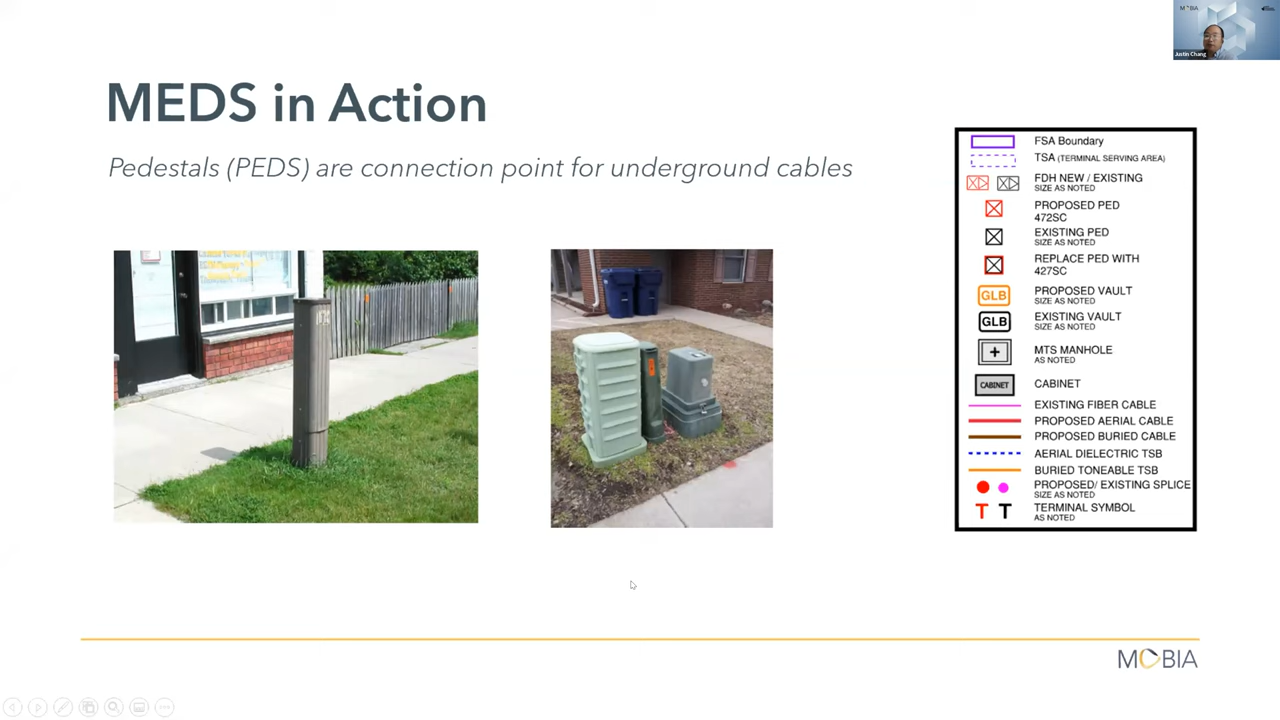 MOBIA
Justin Chang
MEDS in Action
Pedestals (PEDS) are connection point for underground cables
FSA Boundary
TSA (TERMINAL SERVING AREA)
FDH NEW / EXISTING
SIZE AS NOTED
PROPOSED PED
472SC
EXISTING PED
SIZE AS NOTED
REPLACE PED WITH
427SC
GLB
PROPOSED VAULT
SIZE AS NOTED
GLB
EXISTING VAULT
SIZE AS NOTED
MTS MANHOLE
AS NOTED
CABINET
CABINET
EXISTING FIBER CABLE
PROPOSED AERIAL CABLE
PROPOSED BURIED CABLE
AERIAL DIELECTRIC TSB
BURIED TONEABLE TSB
PROPOSED/ EXISTING SPLICE
SIZE AS NOTED
T T
TERMINAL SYMBOL
AS NOTED
MOBIA